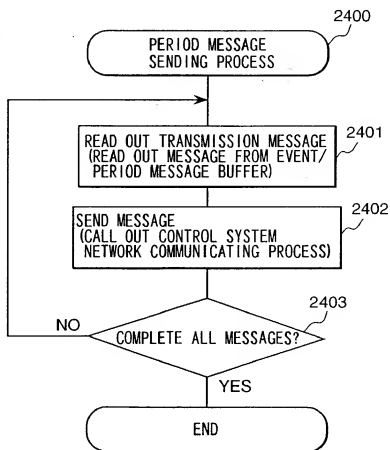 2400
PERIOD MESSAGE
SENDING PROCESS
READ OUT TRANSMISSION MESSAGE
(READ OUT MESSAGE FROM EVENT/
PERIOD MESSAGE BUFFER)
2401
SEND MESSAGE
(CALL OUT CONTROL SYSTEM
NETWORK COMMUNICATING PROCESS)
2402
2403
NO
COMPLETE ALL MESSAGES?
YES
END